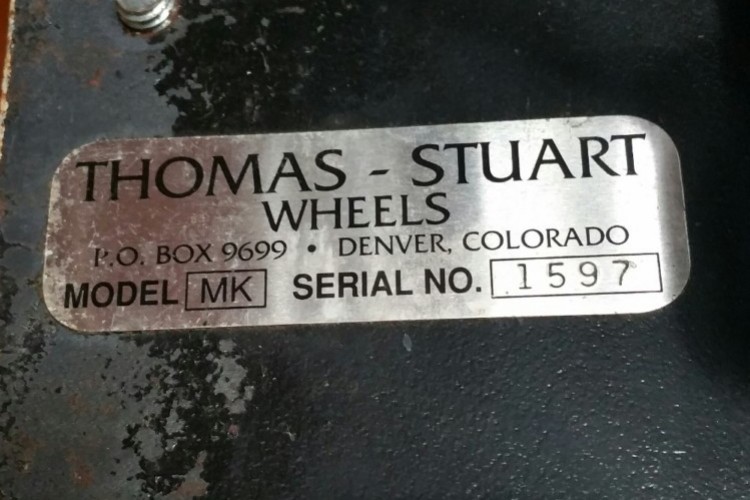 THOMAS - STUART
WHEELS
P.O. BOX 9699 • DENVER, COLORADO
MODEL MK SERIAL NO. 1597